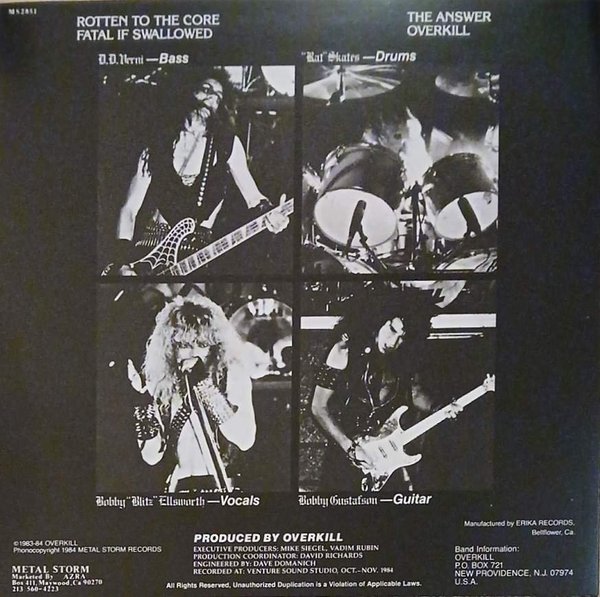 MS2851
ROTTEN TO THE CORE
FATAL IF SWALLOWED
THE ANSWER
OVERKILL
D.D. Verni—Bass
"Rat" Skates—Drums
Bobby "Blitz" Ellsworth—Vocals
Bobby Gustafson—Guitar
Manufactured by ERIKA RECORDS,
Bellflower, Ca.
©1983-84 OVERKILL
Phonocopyright 1984 METAL STORM RECORDS
PRODUCED BY OVERKILL
EXECUTIVE PRODUCERS: MIKE SIEGEL, VADIM RUBIN
PRODUCTION COORDINATOR: DAVID RICHARDS
ENGINEERED BY: DAVE DOMANICH
RECORDED AT: VENTURE SOUND STUDIO, OCT.-NOV. 1984
Band Information:
OVERKILL
P.O. BOX 721
NEW PROVIDENCE, N.J. 07974
U.S.A.
METAL STORM
Marketed By AZRA
Box 411, Maywood, Ca 90270
213 560-4223
All Rights Reserved, Unauthorized Duplication is a Violation of Applicable Laws.